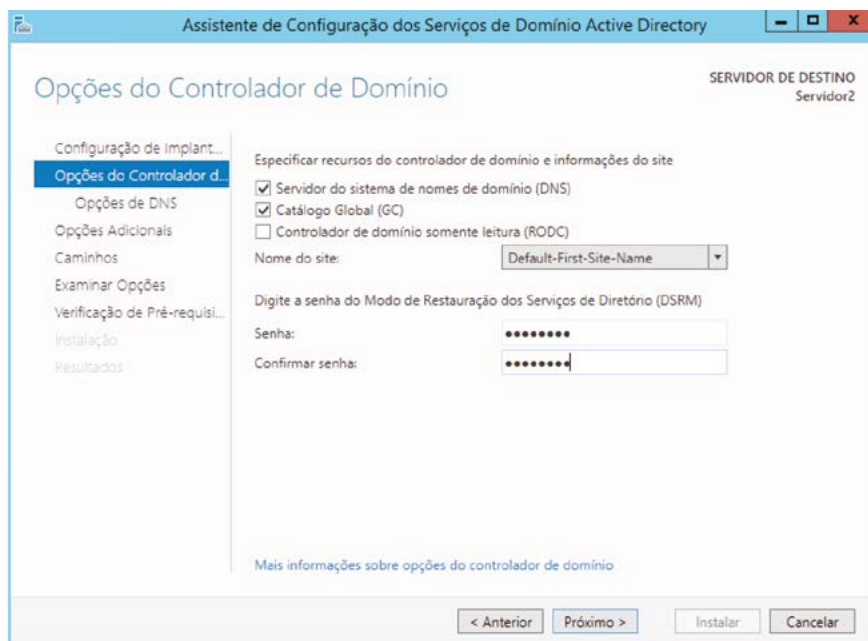 Assistente de Configuração dos Serviços de Domínio Active Directory
Opções do Controlador de Domínio
SERVIDOR DE DESTINO
Servidor2
Configuração de Implant...
Opções do Controlador d...
Opções de DNS
Opções Adicionais
Caminhos
Examinar Opções
Verificação de Pré-requisi...
Instalação
Resultados
Especificar recursos do controlador de domínio e informações do site
Servidor do sistema de nomes de domínio (DNS)
Catálogo Global (GC)
Controlador de domínio somente leitura (RODC)
Nome do site: Default-First-Site-Name
Digite a senha do Modo de Restauração dos Serviços de Diretório (DSRM)
Senha: ••••••••
Confirmar senha: ••••••••
Mais informações sobre opções do controlador de domínio
< Anterior Próximo > Instalar Cancelar